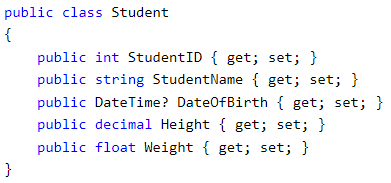 public class Student
{
    public int StudentID { get; set; }
    public string StudentName { get; set; }
    public DateTime? DateOfBirth { get; set; }
    public decimal Height { get; set; }
    public float Weight { get; set; }
}